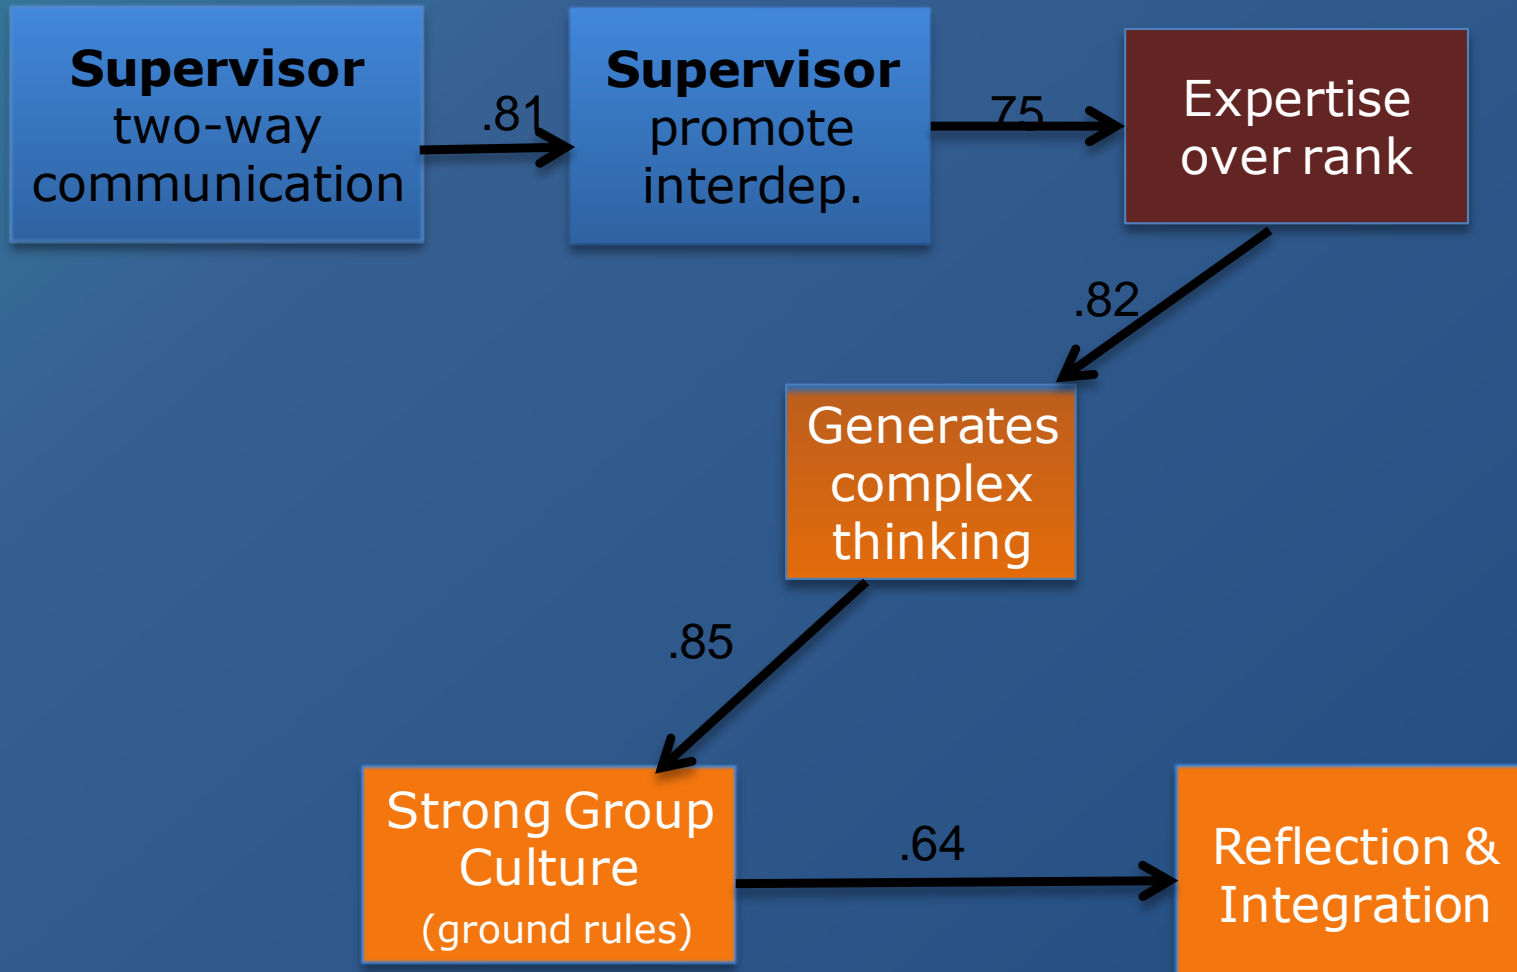 Supervisor
two-way
communication
.81
Supervisor
promote
interdep.
.75
Expertise
over rank
.82
Generates
complex
thinking
.85
Strong Group
Culture
(ground rules)
.64
Reflection &
Integration